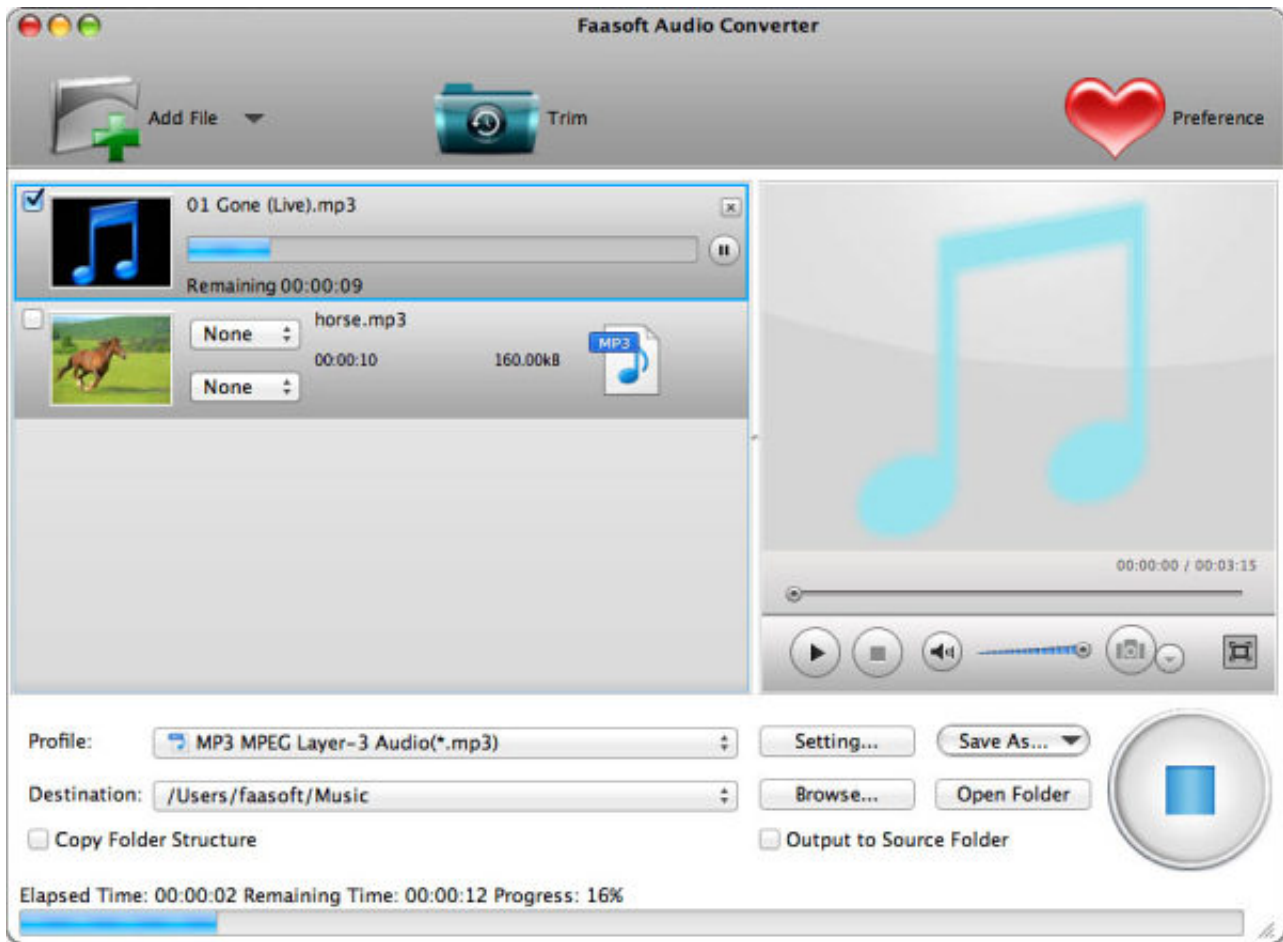 Faasoft Audio Converter
Add File
Trim
Preference
01 Gone (Live).mp3
Remaining 00:00:09
None
horse.mp3
00:00:10
160.00kB
MP3
None
00:00:00 / 00:03:15
Profile:
MP3 MPEG Layer-3 Audio(*.mp3)
Setting...
Save As...
Destination:
/Users/faasoft/Music
Browse...
Open Folder
Copy Folder Structure
Output to Source Folder
Elapsed Time: 00:00:02 Remaining Time: 00:00:12 Progress: 16%